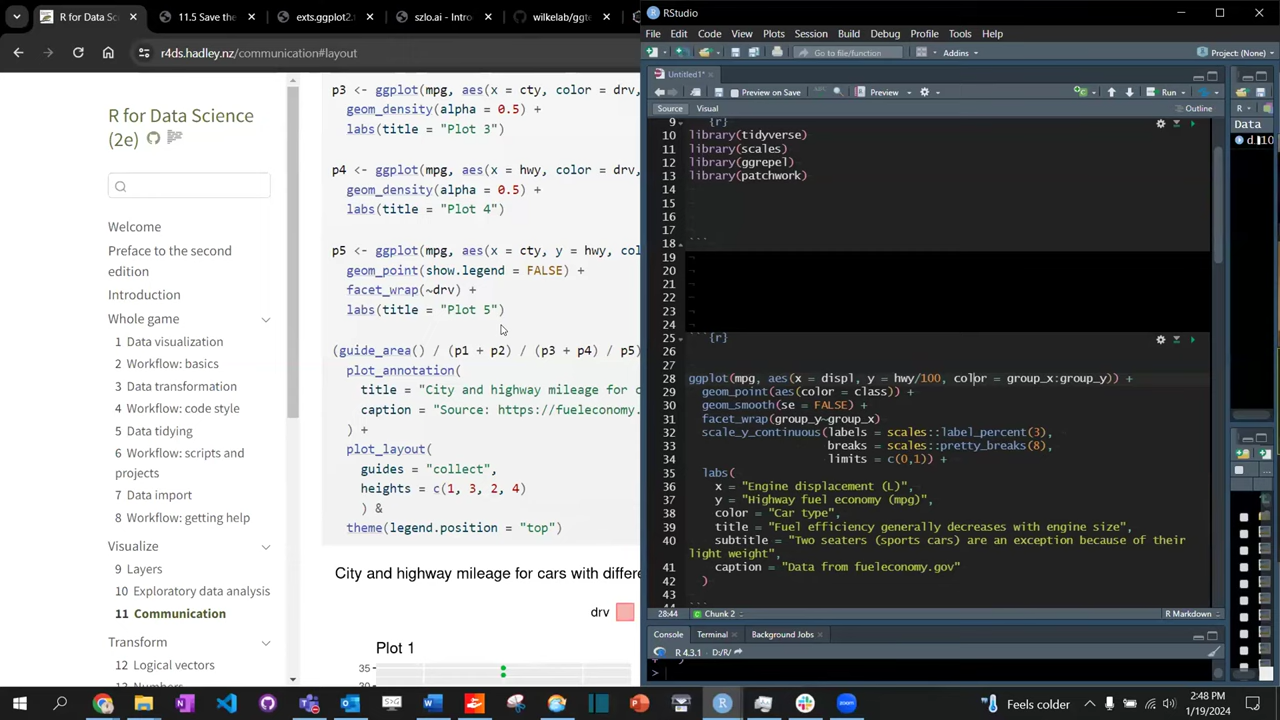 R for Data Science
11.5 Save the
exts.ggplot2.
szlo.ai - Intro
wilkelab/ggte
r4ds.hadley.nz/communication#layout
R for Data Science
(2e)
Welcome
Preface to the second
edition
Introduction
Whole game
1 Data visualization
2 Workflow: basics
3 Data transformation
4 Workflow: code style
5 Data tidying
6 Workflow: scripts and
projects
7 Data import
8 Workflow: getting help
Visualize
9 Layers
10 Exploratory data analysis
11 Communication
Transform
12 Logical vectors
13 Numbers
p3 <- ggplot(mpg, aes(x = cty, color = drv,
geom_density(alpha = 0.5) +
labs(title = "Plot 3")
p4 <- ggplot(mpg, aes(x = hwy, color = drv,
geom_density(alpha = 0.5) +
labs(title = "Plot 4")
p5 <- ggplot(mpg, aes(x = cty, y = hwy, col
geom_point(show.legend = FALSE) +
facet_wrap(~drv) +
labs(title = "Plot 5")
(guide_area() / (p1 + p2) / (p3 + p4) / p5)
plot_annotation(
title = "City and highway mileage for c
caption = "Source: https://fueleconomy.
) +
plot_layout(
guides = "collect",
heights = c(1, 3, 2, 4)
) &
theme(legend.position = "top")
City and highway mileage for cars with differe
drv
Plot 1
35
RStudio
File Edit Code View Plots Session Build Debug Profile Tools Help
Go to file/function
Addins
Project: (None)
Untitled1*
Preview on Save
Preview
Run
Source Visual
Outline
9 {r}
10 library(tidyverse)
11 library(scales)
12 library(ggrepel)
13 library(patchwork)
14
15
16
17
18 ```
19
20
21
22
23
24
25 ```{r}
26
27
28 ggplot(mpg, aes(x = displ, y = hwy/100, color = group_x:group_y)) +
29 geom_point(aes(color = class)) +
30 geom_smooth(se = FALSE) +
31 facet_wrap(group_y~group_x)
32 scale_y_continuous(labels = scales::label_percent(3),
33 breaks = scales::pretty_breaks(8),
34 limits = c(0,1)) +
35 labs(
36 x = "Engine displacement (L)",
37 y = "Highway fuel economy (mpg)",
38 color = "Car type",
39 title = "Fuel efficiency generally decreases with engine size",
40 subtitle = "Two seaters (sports cars) are an exception because of their
light weight",
41 caption = "Data from fueleconomy.gov"
42 )
43 ```
28:44
Chunk 2
R Markdown
Console Terminal Background Jobs
R 4.3.1 · D:/R/
+ )
>
R
Data
d. 10
Feels colder
2:48 PM
1/19/2024